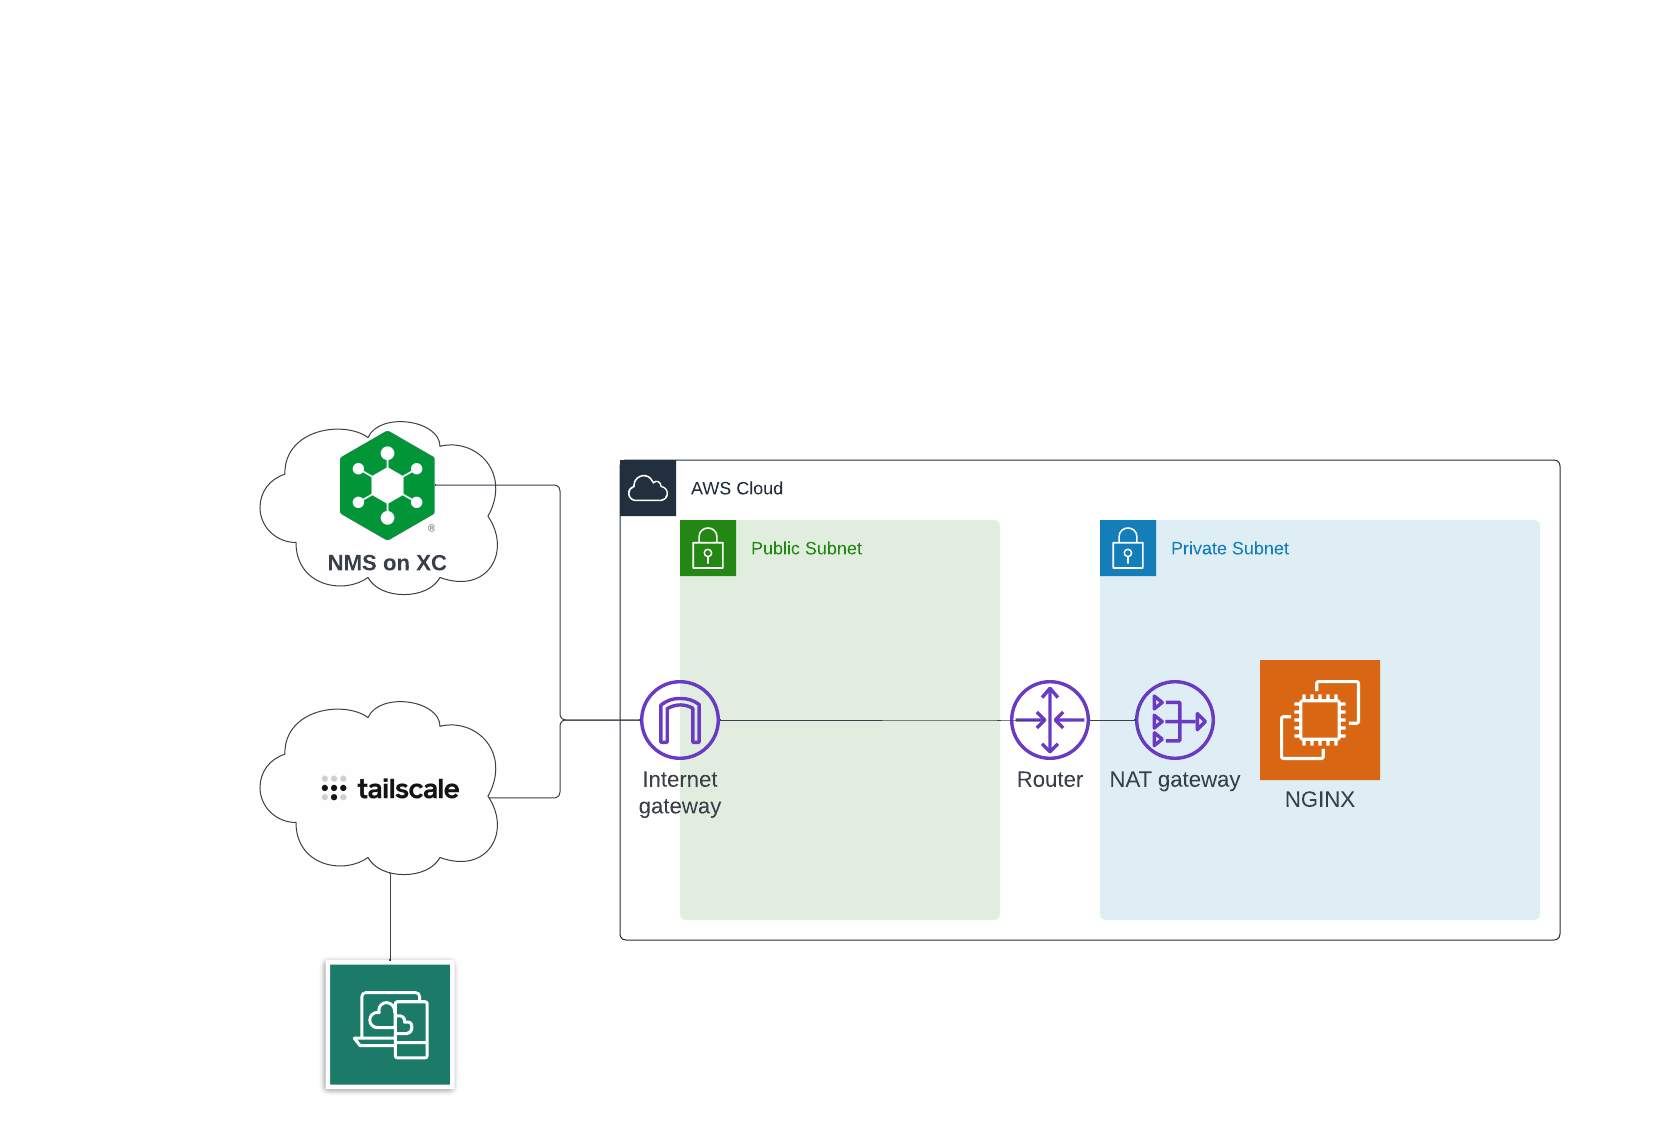 ®
NMS on XC
AWS Cloud
Public Subnet
Private Subnet
tailscale
Internet
gateway
Router
NAT gateway
NGINX